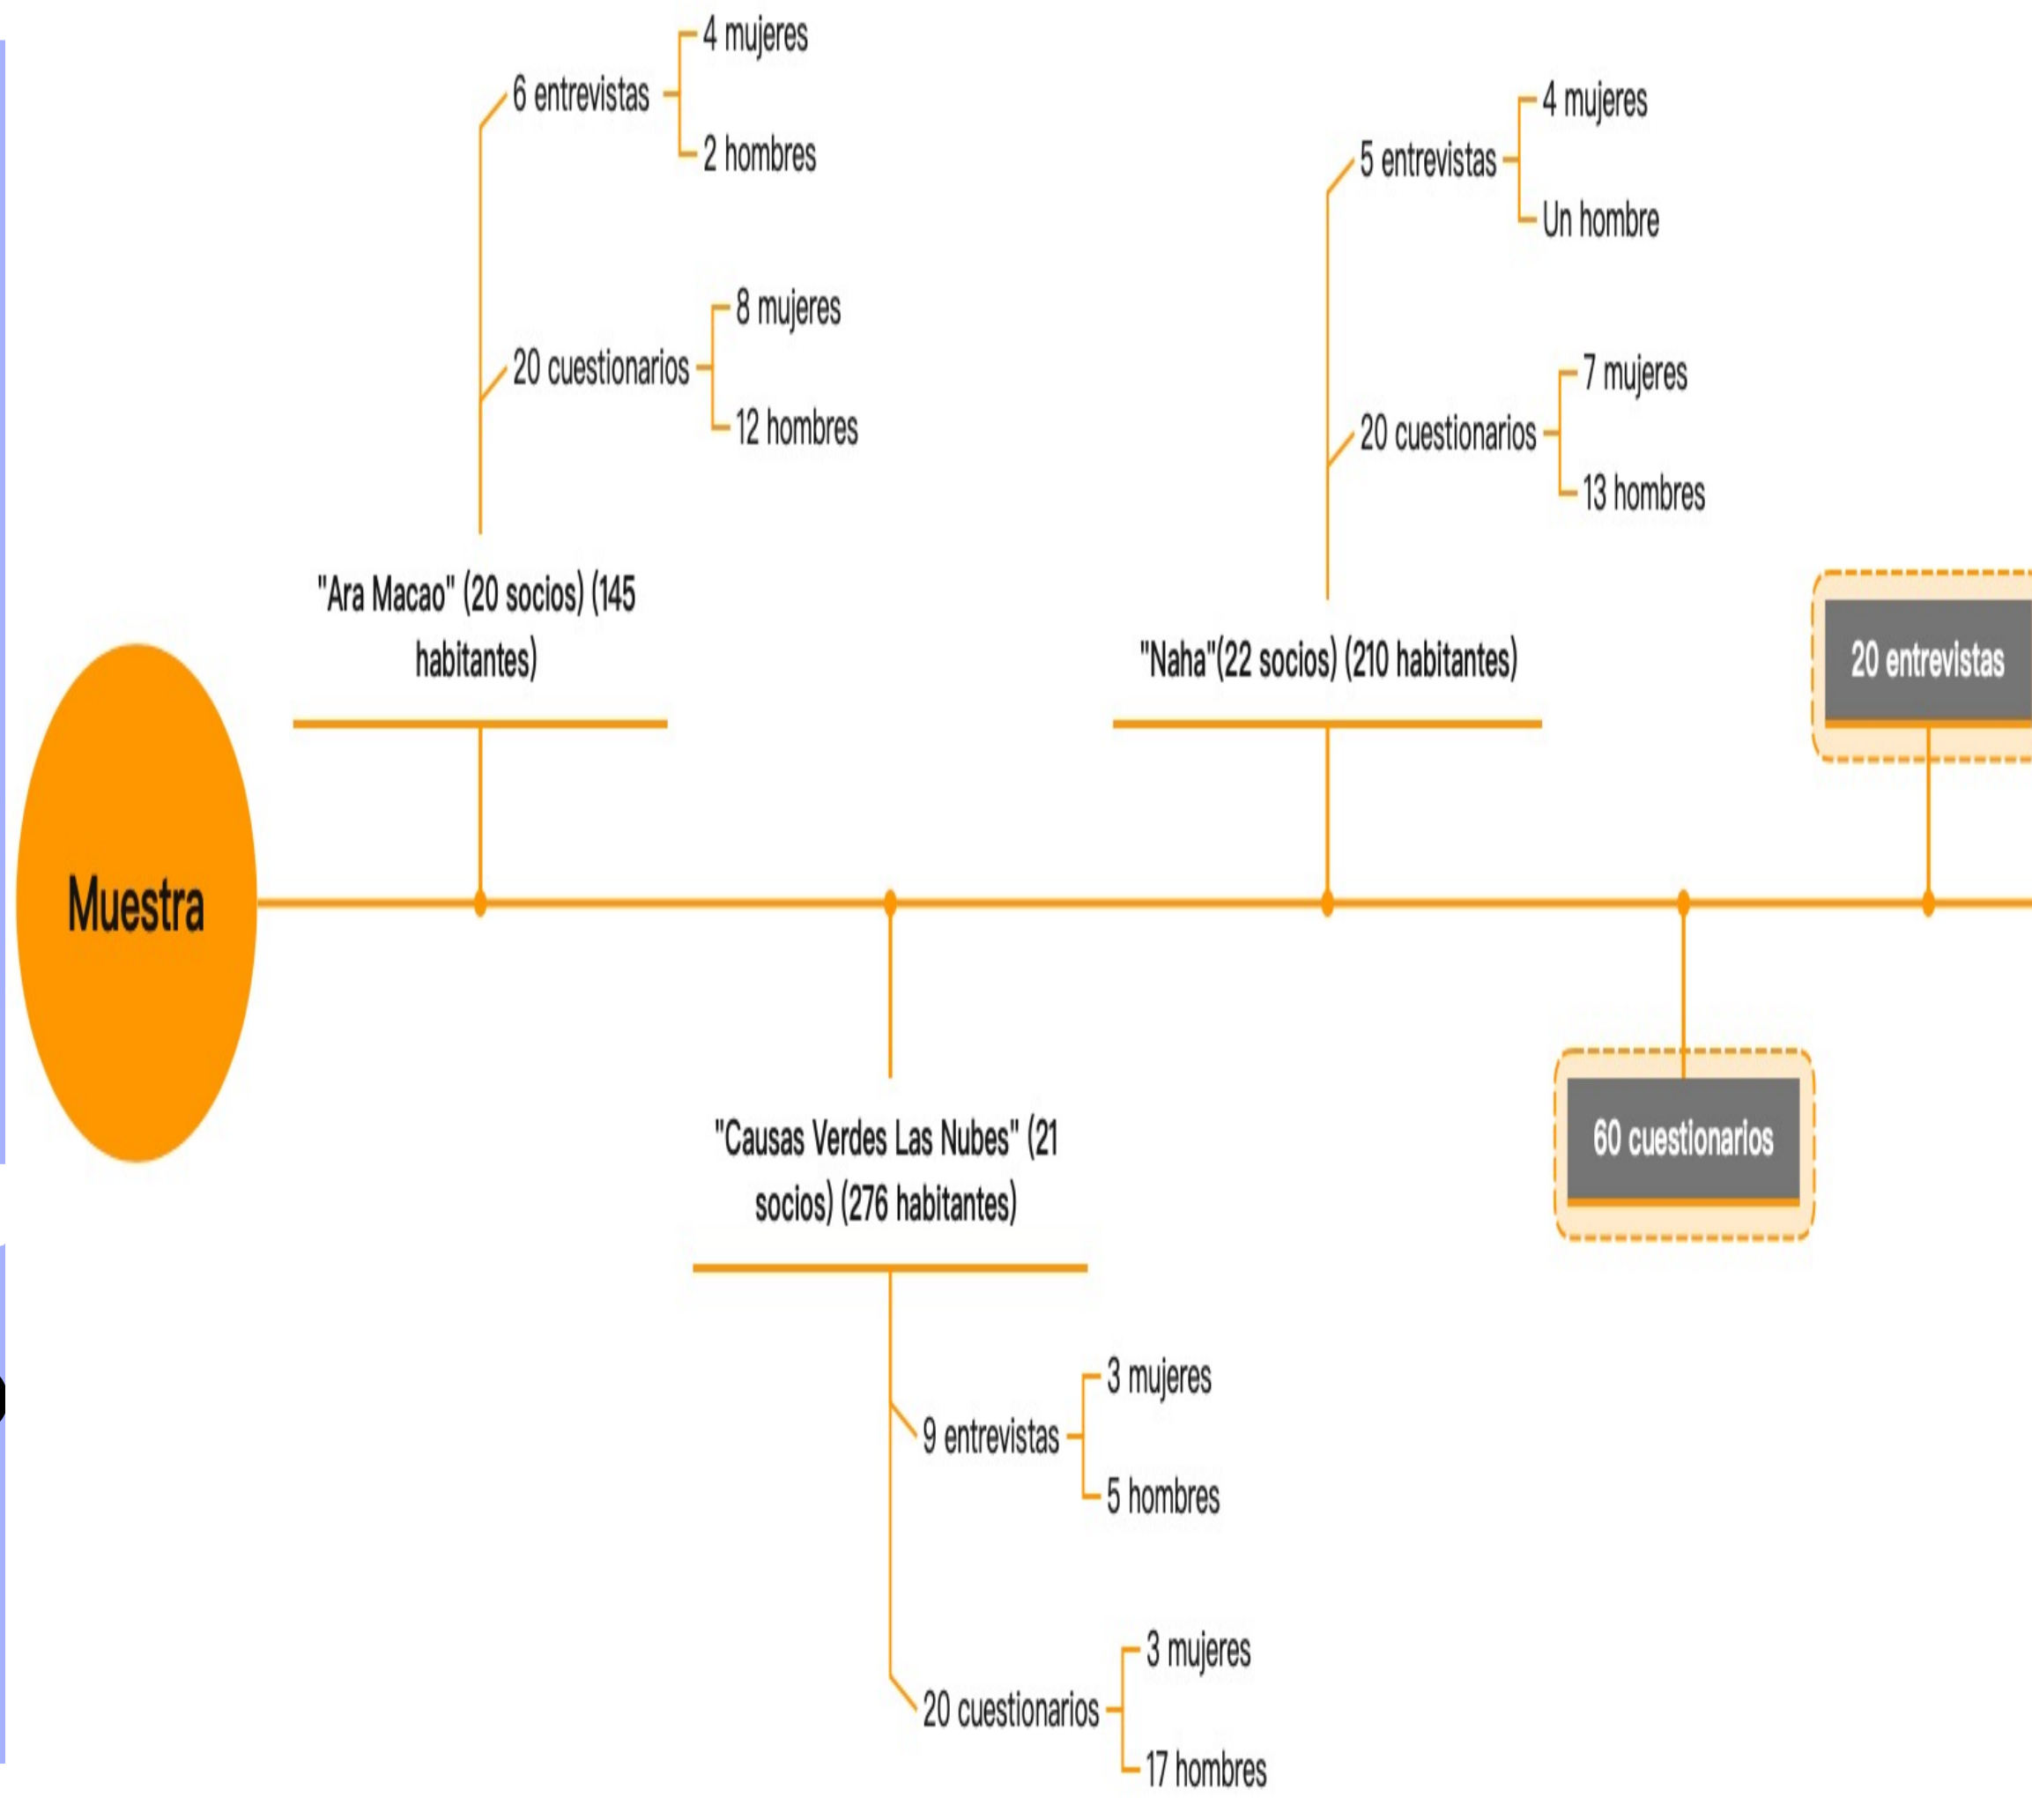 4 mujeres
6 entrevistas
2 hombres
8 mujeres
20 cuestionarios
12 hombres
"Ara Macao" (20 socios) (145
habitantes)
4 mujeres
5 entrevistas
Un hombre
7 mujeres
20 cuestionarios
13 hombres
"Naha"(22 socios) (210 habitantes)
20 entrevistas
Muestra
"Causas Verdes Las Nubes" (21
socios) (276 habitantes)
3 mujeres
9 entrevistas
5 hombres
3 mujeres
20 cuestionarios
17 hombres
60 cuestionarios